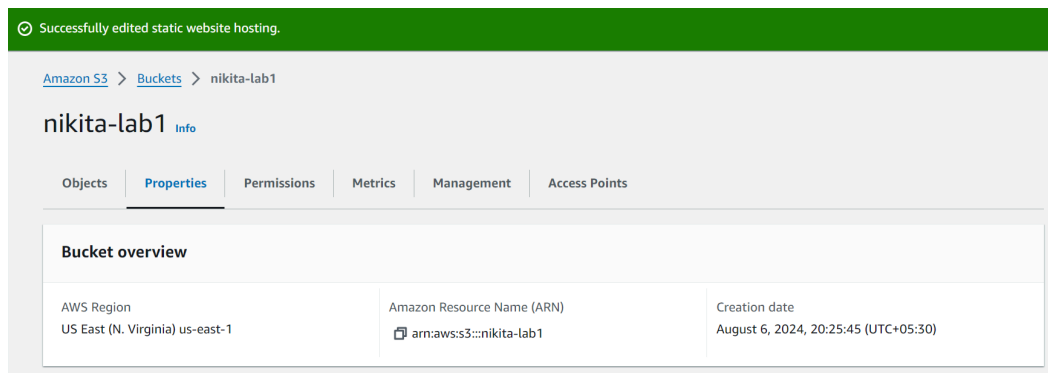 Successfully edited static website hosting.
Amazon S3 > Buckets > nikita-lab1
nikita-lab1 Info
Objects Properties Permissions Metrics Management Access Points
Bucket overview
AWS Region Amazon Resource Name (ARN) Creation date
US East (N. Virginia) us-east-1 arn:aws:s3:::nikita-lab1 August 6, 2024, 20:25:45 (UTC+05:30)